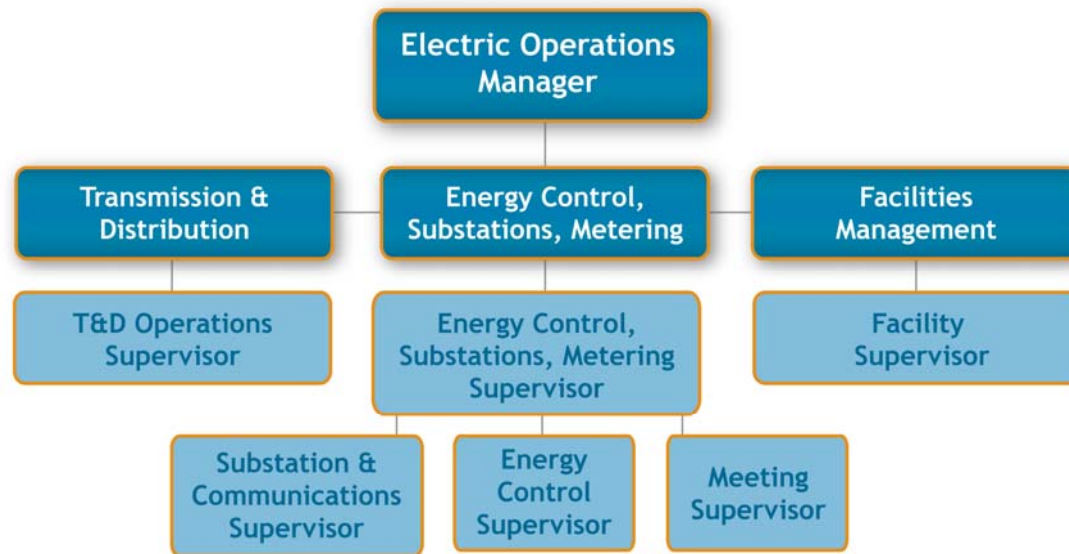 Electric Operations
Manager
Transmission &
Distribution
Energy Control,
Substations, Metering
Facilities
Management
T&D Operations
Supervisor
Energy Control,
Substations, Metering
Supervisor
Facility
Supervisor
Substation &
Communications
Supervisor
Energy
Control
Supervisor
Meeting
Supervisor